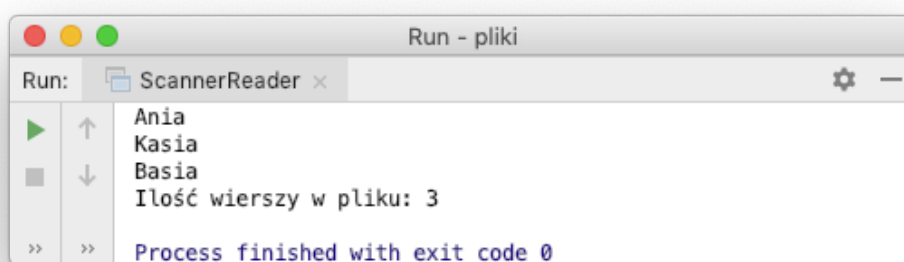 Run - pliki
Run: ScannerReader
Ania
Kasia
Basia
Ilość wierszy w pliku: 3
Process finished with exit code 0